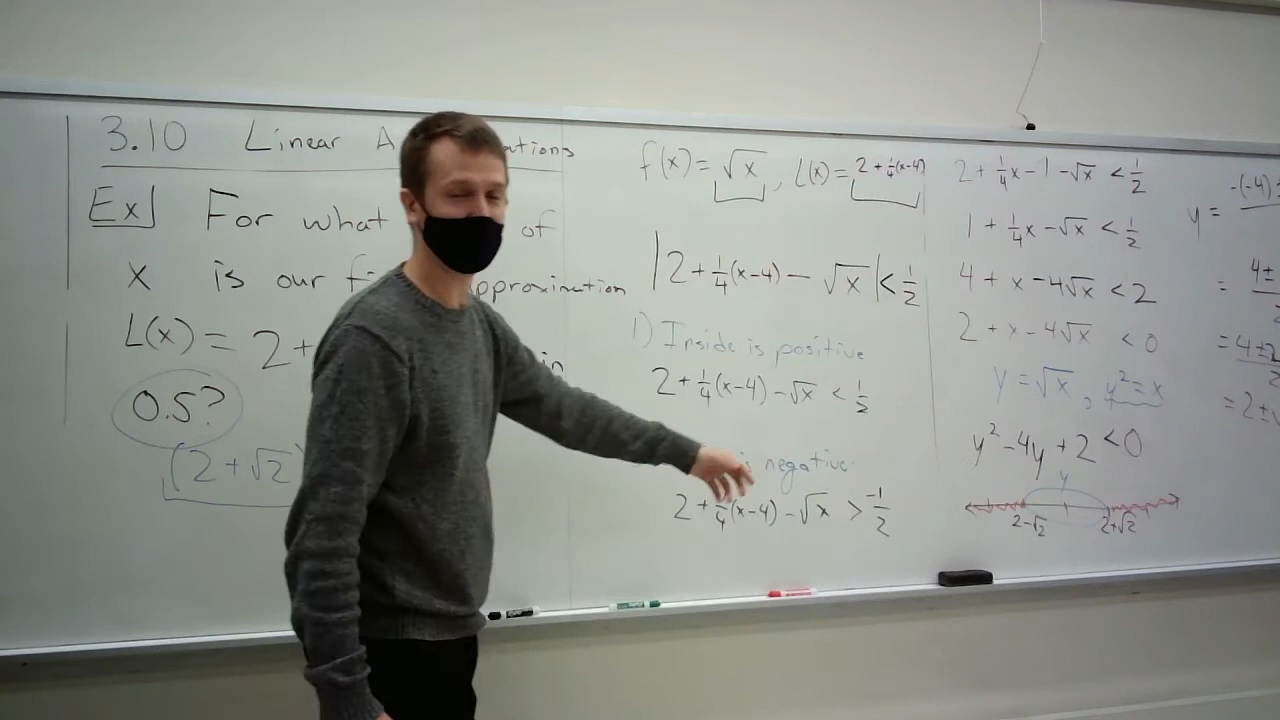 3.10 Linear A ations
Ex] For what of
x is our fi approximation
L(x) = 2+ in
0.5?
(2+√2
f(x) = √x , L(x) = 2+¼(x-4)
|2+¼(x-4) - √x|<½
1) Inside is positive
2+¼(x-4) -√x < ½
is negative
2+¼(x-4) -√x > -1/2
2+¼x-1-√x <½
1+¼x-√x <½
4+x-4√x <2
2+x-4√x <0
y=√x , y²=x
y²-4y+2<0
y
2-√2 2+√2
y = -(-4)±
= 4±
= 4±2
= 2±√